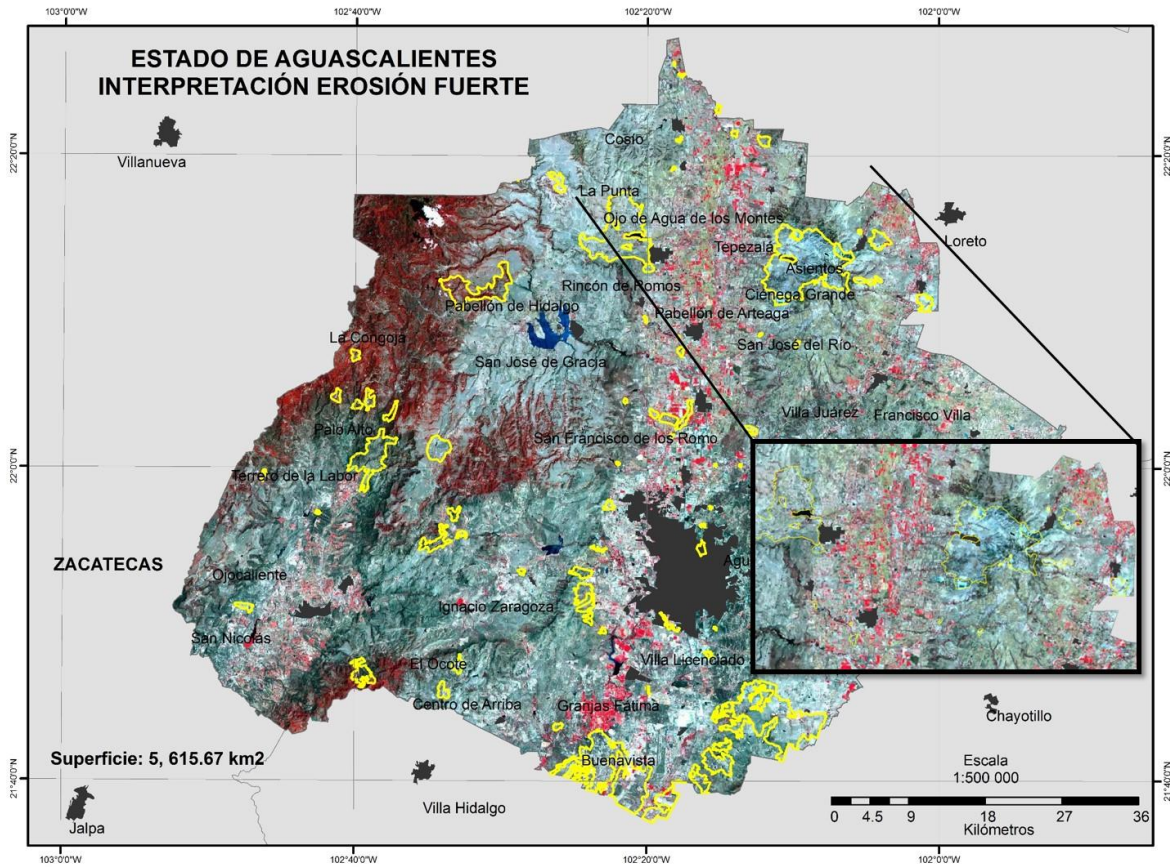 103°0'0"W
102°40'0"W
102°20'0"W
102°0'0"W
ESTADO DE AGUASCALIENTES
INTERPRETACIÓN EROSIÓN FUERTE
22°20'0"N
22°20'0"N
Villanueva
Cosío
La Punta
Ojo de Agua de los Montes
Loreto
Tepezalá
Asientos
Rincón de Romos
Ciénega Grande
Pabellón de Hidalgo
Pabellón de Arteaga
La Congoja
San José de Gracia
San José del Río
Villa Juárez
Francisco Villa
Palo Alto
San Francisco de los Romo
22°0'0"N
22°0'0"N
Terrero de la Labor
ZACATECAS
Agu
Ojocaliente
Ignacio Zaragoza
San Nicolás
El Ocote
Villa Licenciado
Centro de Arriba
Granjas Fátima
Chayotillo
Superficie: 5, 615.67 km2
Buenavista
Escala
1:500 000
21°40'0"N
21°40'0"N
Villa Hidalgo
Jalpa
0 4.5 9 18 27 36
Kilómetros
103°0'0"W
102°40'0"W
102°20'0"W
102°0'0"W